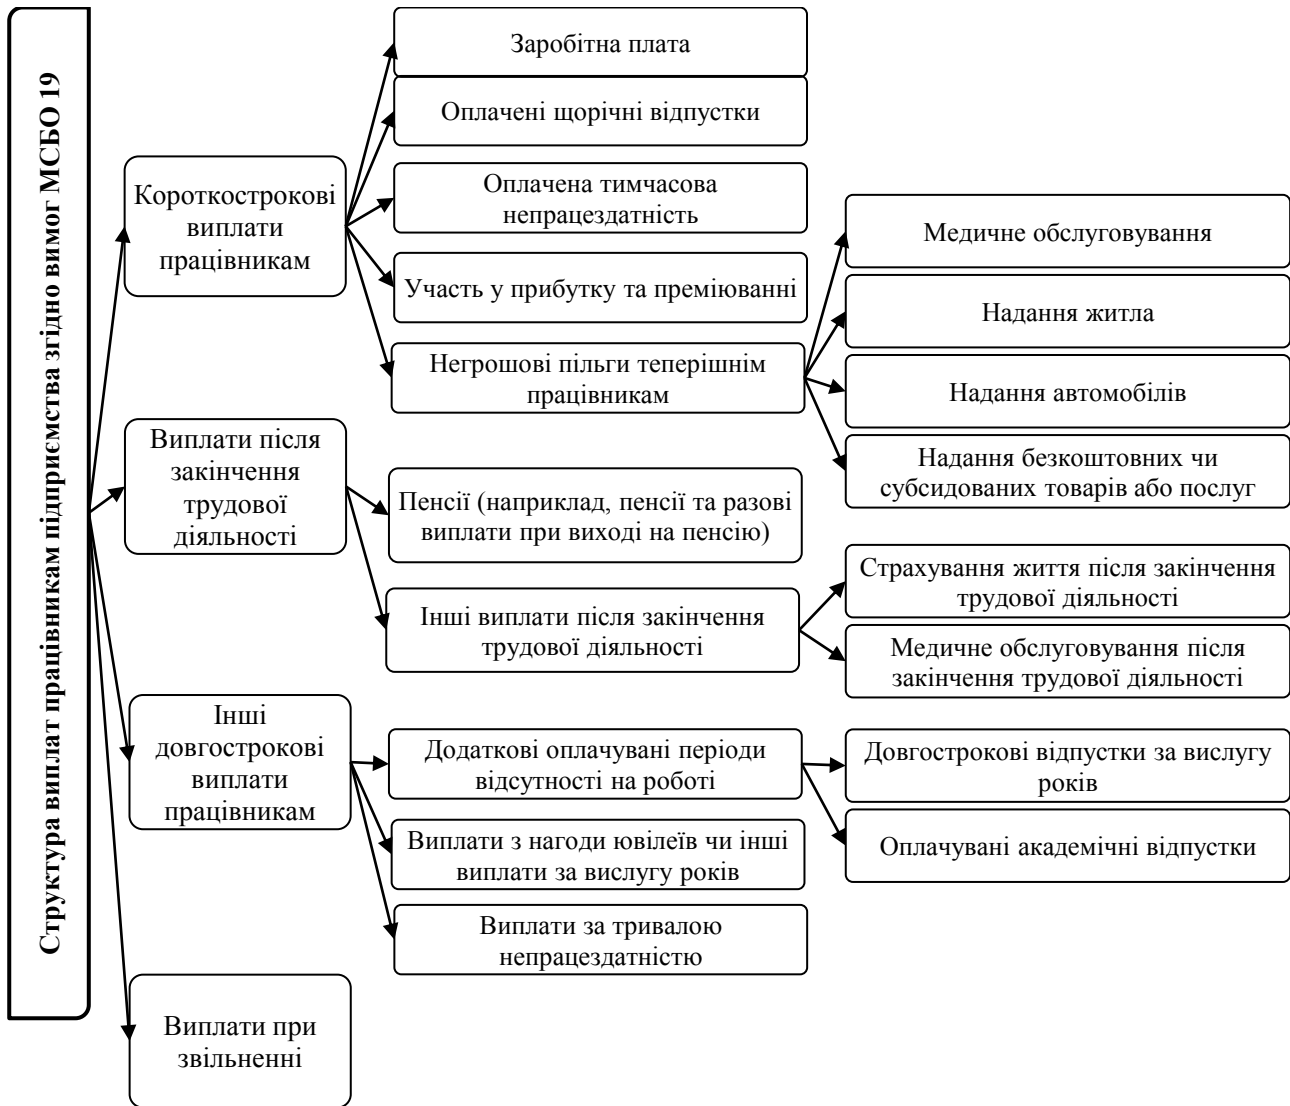 Структура виплат працівникам підприємства згідно вимог МСБО 19
Короткострокові
виплати
працівникам
Заробітна плата
Оплачені щорічні відпустки
Оплачена тимчасова
непрацездатність
Участь у прибутку та преміюванні
Негрошові пільги теперішнім
працівникам
Медичне обслуговування
Надання житла
Надання автомобілів
Надання безкоштовних чи
субсидованих товарів або послуг
Виплати після
закінчення
трудової
діяльності
Пенсії (наприклад, пенсії та разові
виплати при виході на пенсію)
Інші виплати після закінчення
трудової діяльності
Страхування життя після закінчення
трудової діяльності
Медичне обслуговування після
закінчення трудової діяльності
Інші
довгострокові
виплати
працівникам
Додаткові оплачувані періоди
відсутності на роботі
Довгострокові відпустки за вислугу
років
Оплачувані академічні відпустки
Виплати з нагоди ювілеїв чи інші
виплати за вислугу років
Виплати за тривалою
непрацездатністю
Виплати при
звільненні